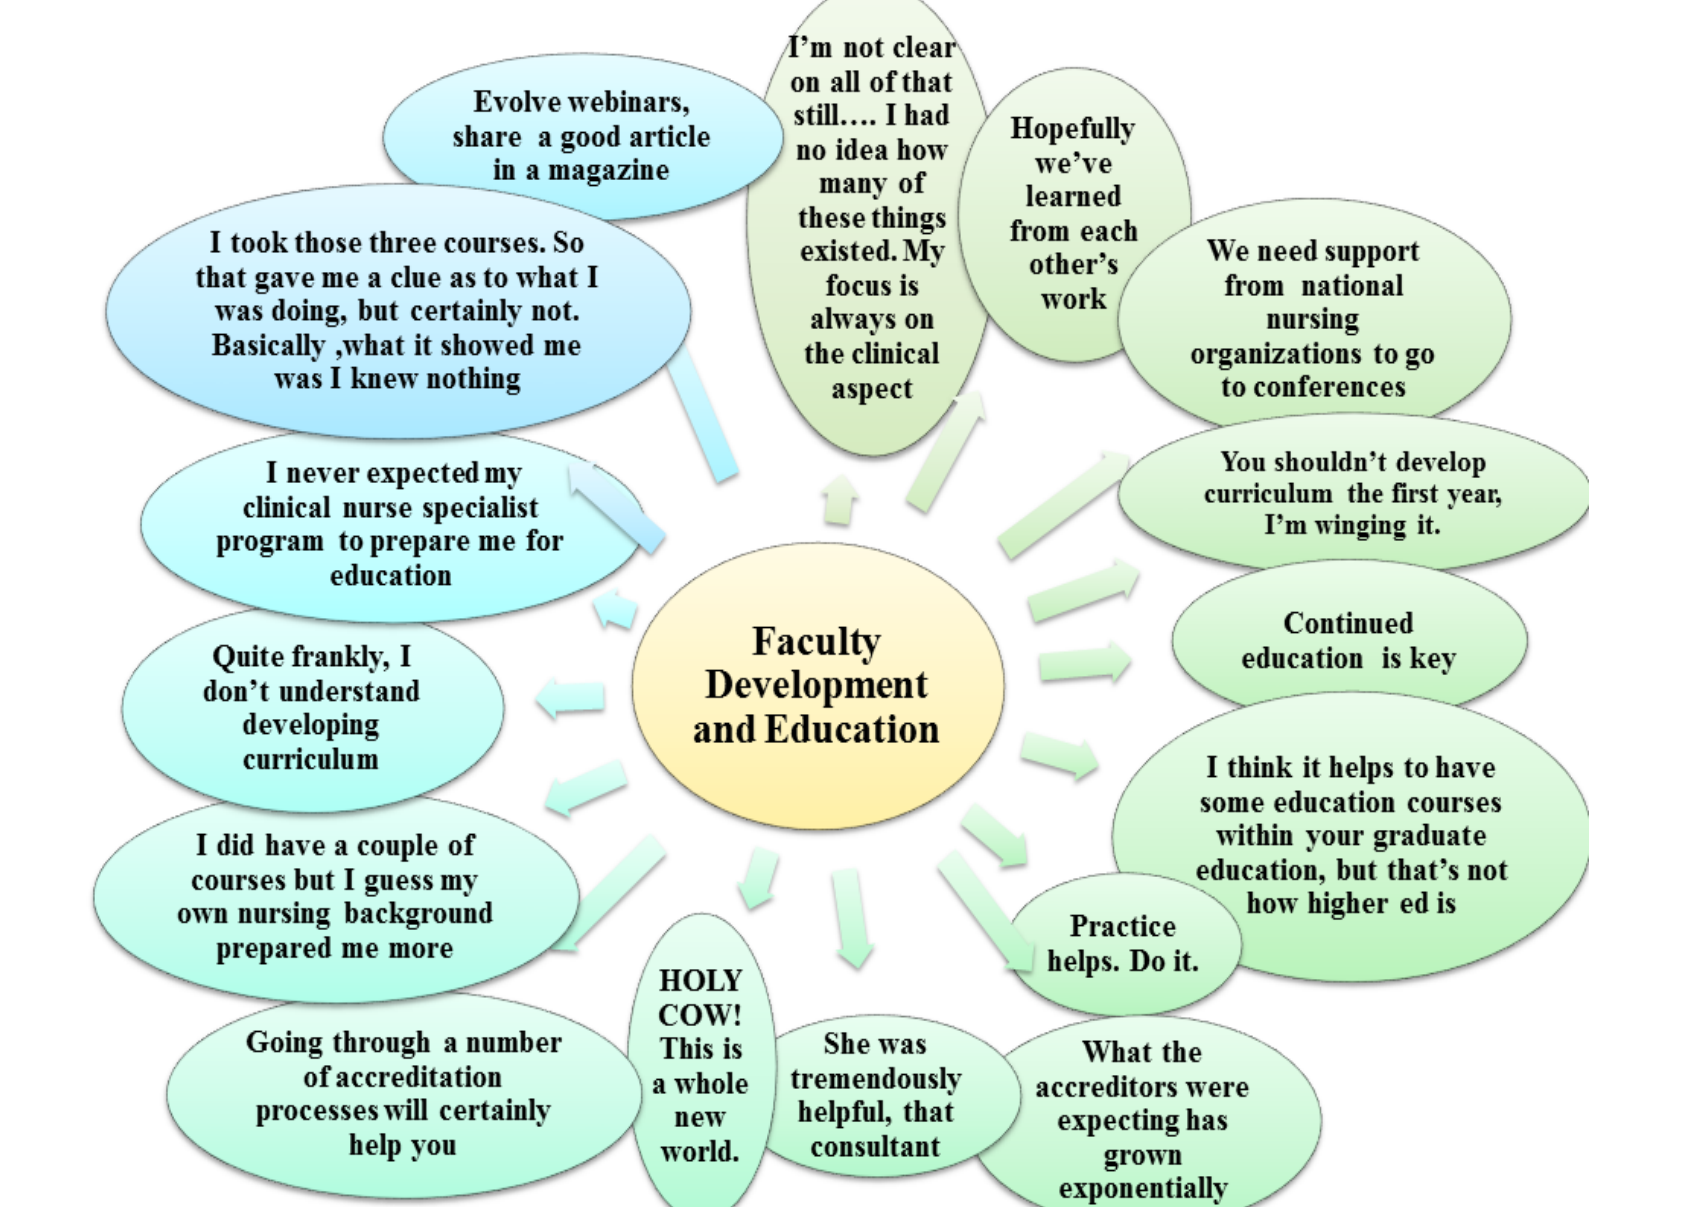 I'm not clear
on all of that
still…. I had
no idea how
many of
these things
existed. My
focus is
always on
the clinical
aspect
Hopefully
we've
learned
from each
other's
work
We need support
from national
nursing
organizations to go
to conferences
You shouldn't develop
curriculum the first year,
I'm winging it.
Continued
education is key
I think it helps to have
some education courses
within your graduate
education, but that's not
how higher ed is
Practice
helps. Do it.
What the
accreditors were
expecting has
grown
exponentially
She was
tremendously
helpful, that
consultant
HOLY
COW!
This is
a whole
new
world.
Going through a number
of accreditation
processes will certainly
help you
I did have a couple of
courses but I guess my
own nursing background
prepared me more
Quite frankly, I
don't understand
developing
curriculum
I never expected my
clinical nurse specialist
program to prepare me for
education
I took those three courses. So
that gave me a clue as to what I
was doing, but certainly not.
Basically ,what it showed me
was I knew nothing
Evolve webinars,
share a good article
in a magazine
Faculty
Development
and Education